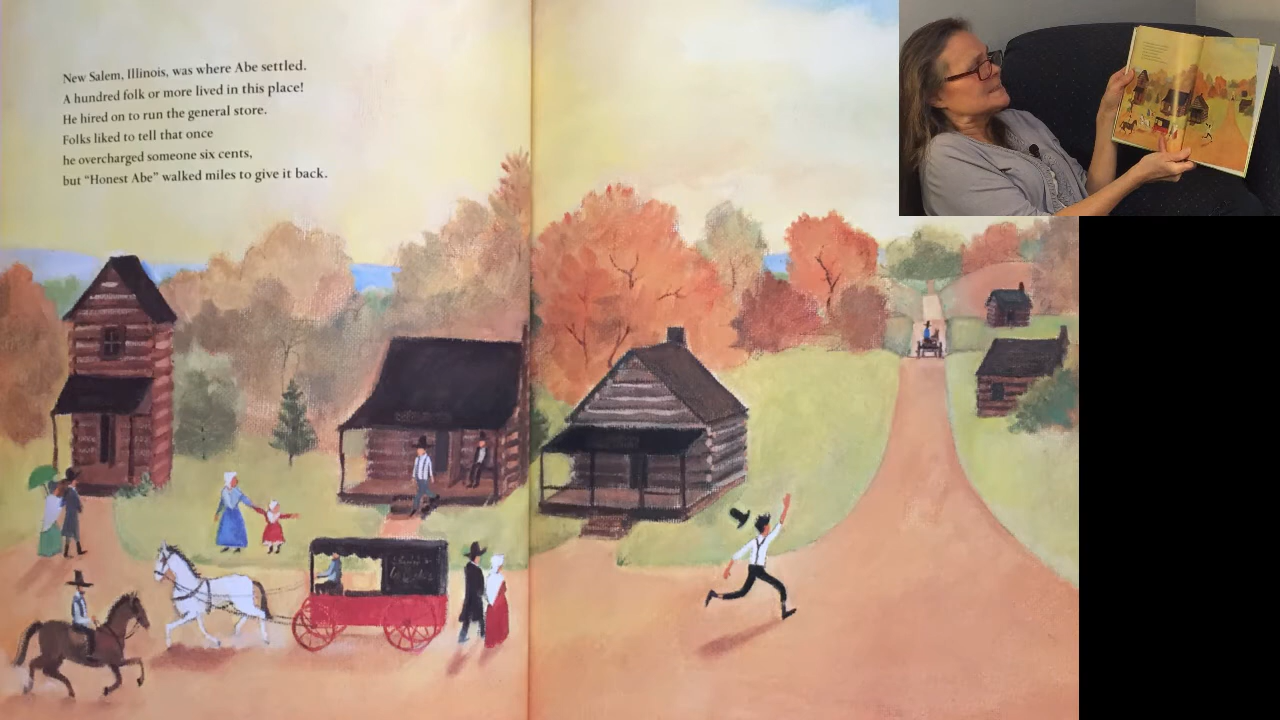 New Salem, Illinois, was where Abe settled.
A hundred folk or more lived in this place!
He hired on to run the general store.
Folks liked to tell that once
he overcharged someone six cents,
but “Honest Abe” walked miles to give it back.